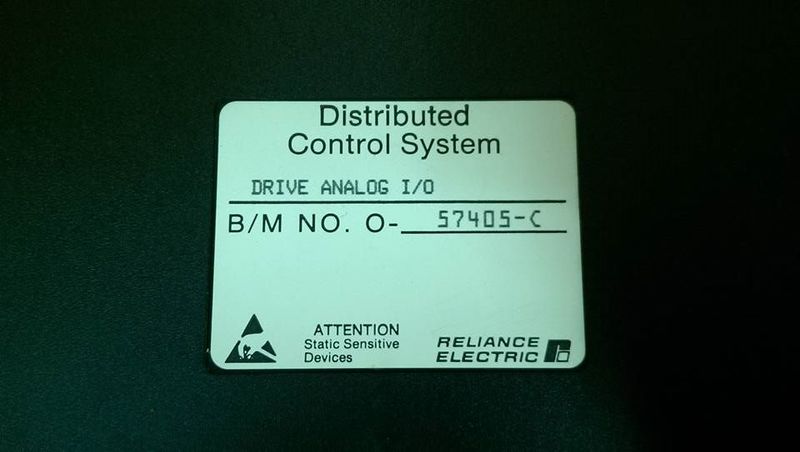 Distributed
Control System
DRIVE ANALOG I/O
B/M NO. O- 57405-C
ATTENTION
Static Sensitive
Devices
RELIANCE
ELECTRIC